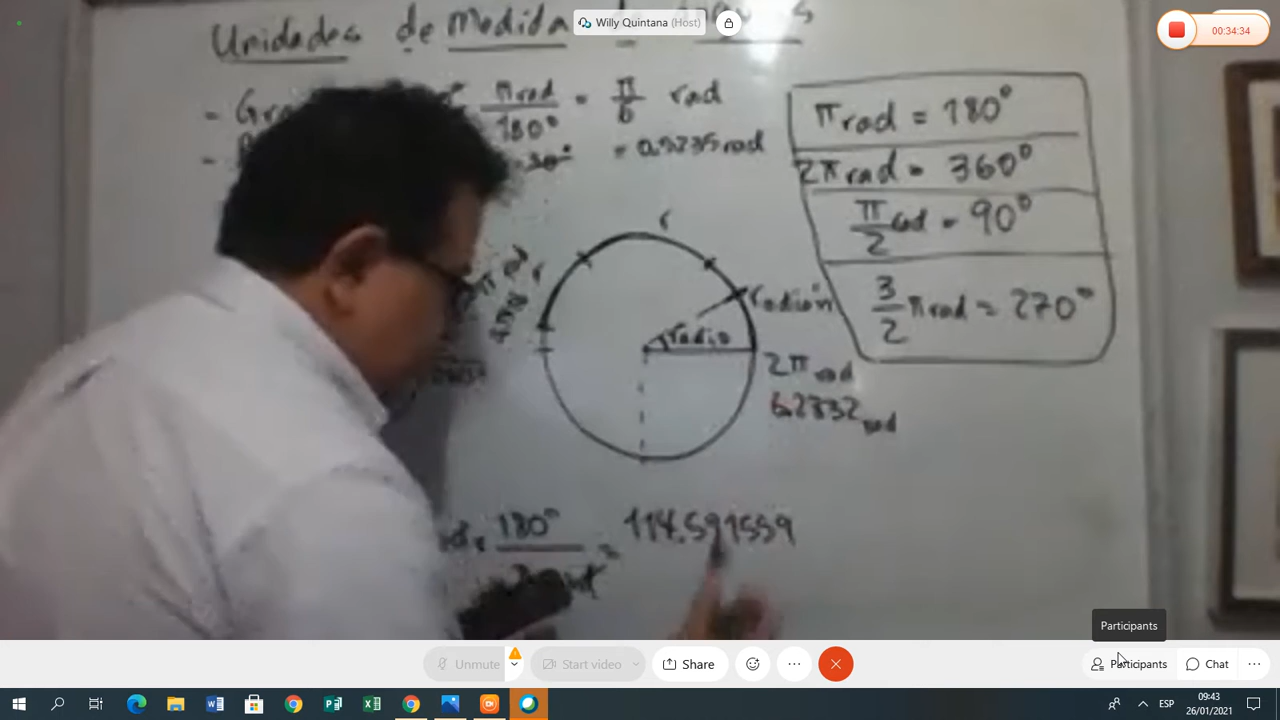 Willy Quintana (Host)
00:34:34
Unidades de Medida
π rad / 180° = π/6 rad
30° = 0.5235 rad
π rad = 180°
2π rad = 360°
π/2 rad = 90°
3/2 π rad = 270°
r
π rad
r
radián
radio
2π rad
6.2832 rad
180° = 114.591559
Participants
Unmute
Start video
Share
Participants
Chat
ESP
09:43
26/01/2021